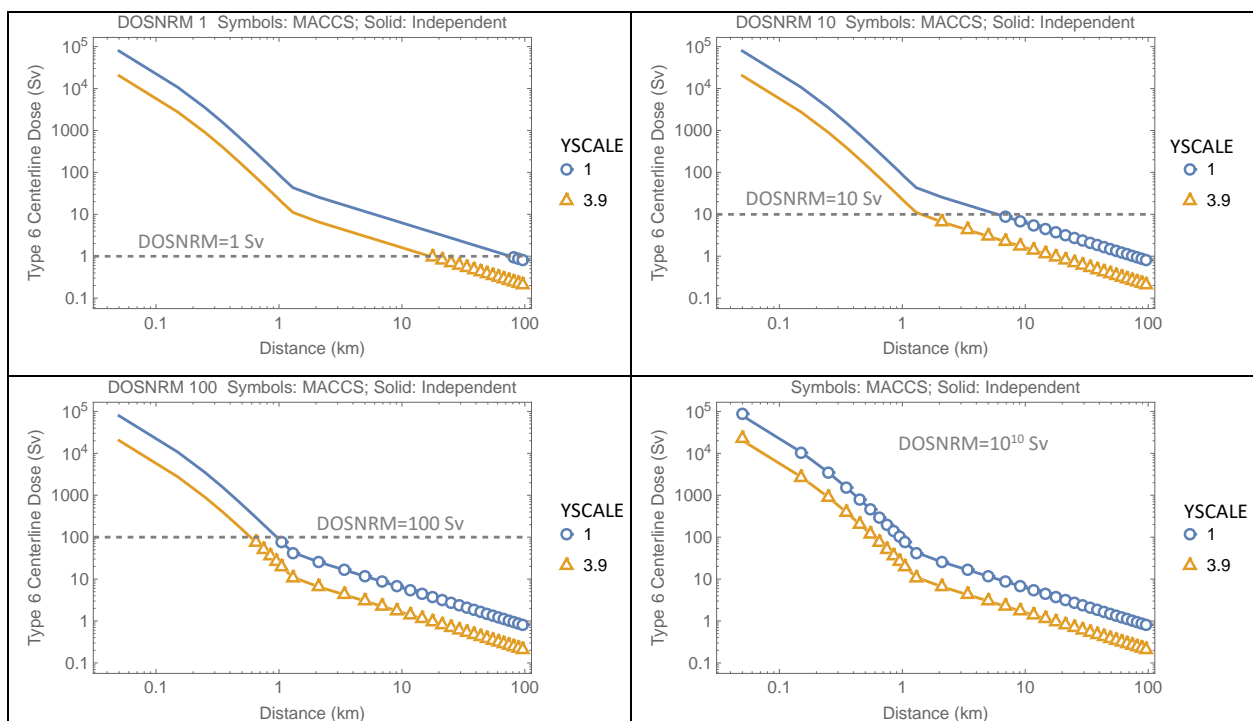 DOSNRM 1 Symbols: MACCS; Solid: Independent
Type 6 Centerline Dose (Sv)
10⁵
10⁴
1000
100
10
1
0.1
DOSNRM=1 Sv
0.1 1 10 100
Distance (km)
YSCALE
1
3.9
DOSNRM 10 Symbols: MACCS; Solid: Independent
Type 6 Centerline Dose (Sv)
10⁵
10⁴
1000
100
10
1
0.1
DOSNRM=10 Sv
0.1 1 10 100
Distance (km)
YSCALE
1
3.9
DOSNRM 100 Symbols: MACCS; Solid: Independent
Type 6 Centerline Dose (Sv)
10⁵
10⁴
1000
100
10
1
0.1
DOSNRM=100 Sv
0.1 1 10 100
Distance (km)
YSCALE
1
3.9
Symbols: MACCS; Solid: Independent
Type 6 Centerline Dose (Sv)
10⁵
10⁴
1000
100
10
1
0.1
DOSNRM=10¹⁰ Sv
0.1 1 10 100
Distance (km)
YSCALE
1
3.9